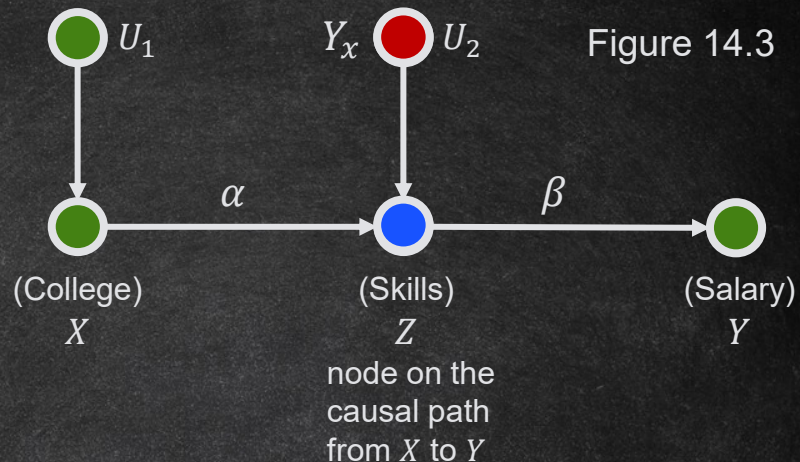 U₁
Yₓ
U₂
Figure 14.3
α
β
(College)
(Skills)
(Salary)
X
Z
Y
node on the
causal path
from X to Y